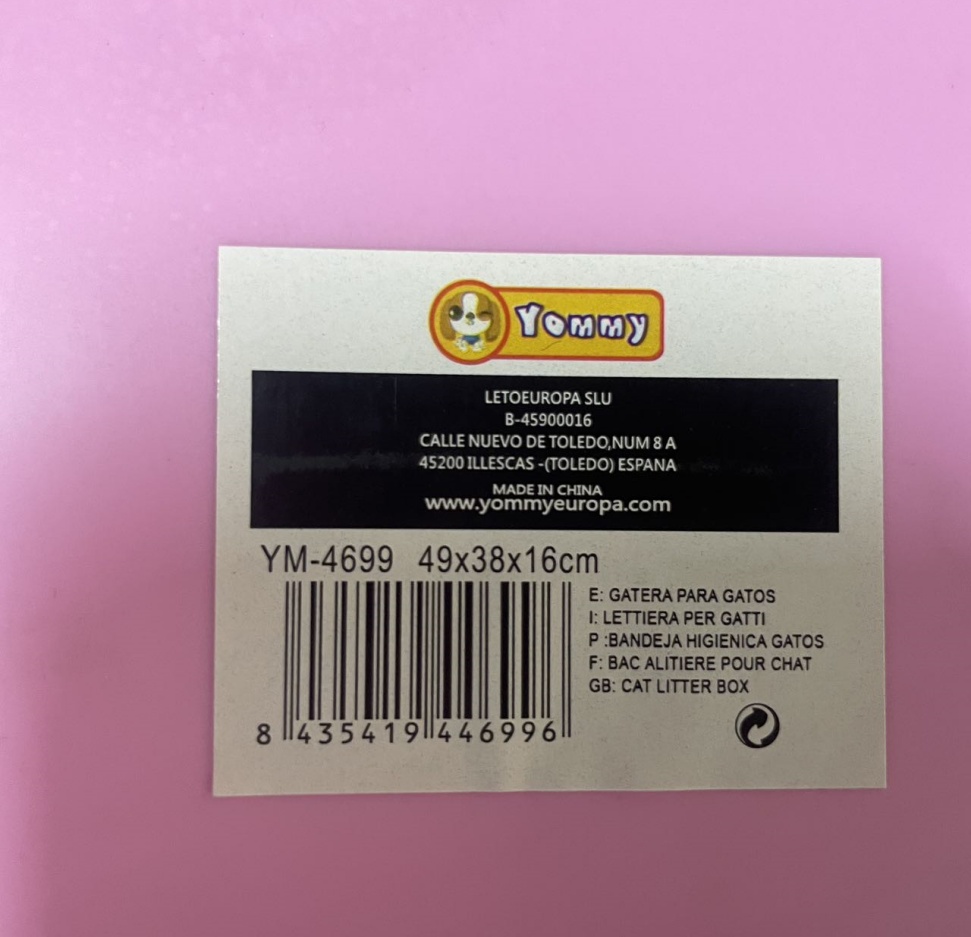 Yommy
LETOEUROPA SLU
B-45900016
CALLE NUEVO DE TOLEDO,NUM 8 A
45200 ILLESCAS -(TOLEDO) ESPANA
MADE IN CHINA
www.yommyeuropa.com
YM-4699 49x38x16cm
E: GATERA PARA GATOS
I: LETTIERA PER GATTI
P :BANDEJA HIGIENICA GATOS
F: BAC ALITIERE POUR CHAT
GB: CAT LITTER BOX
8 435419 446996